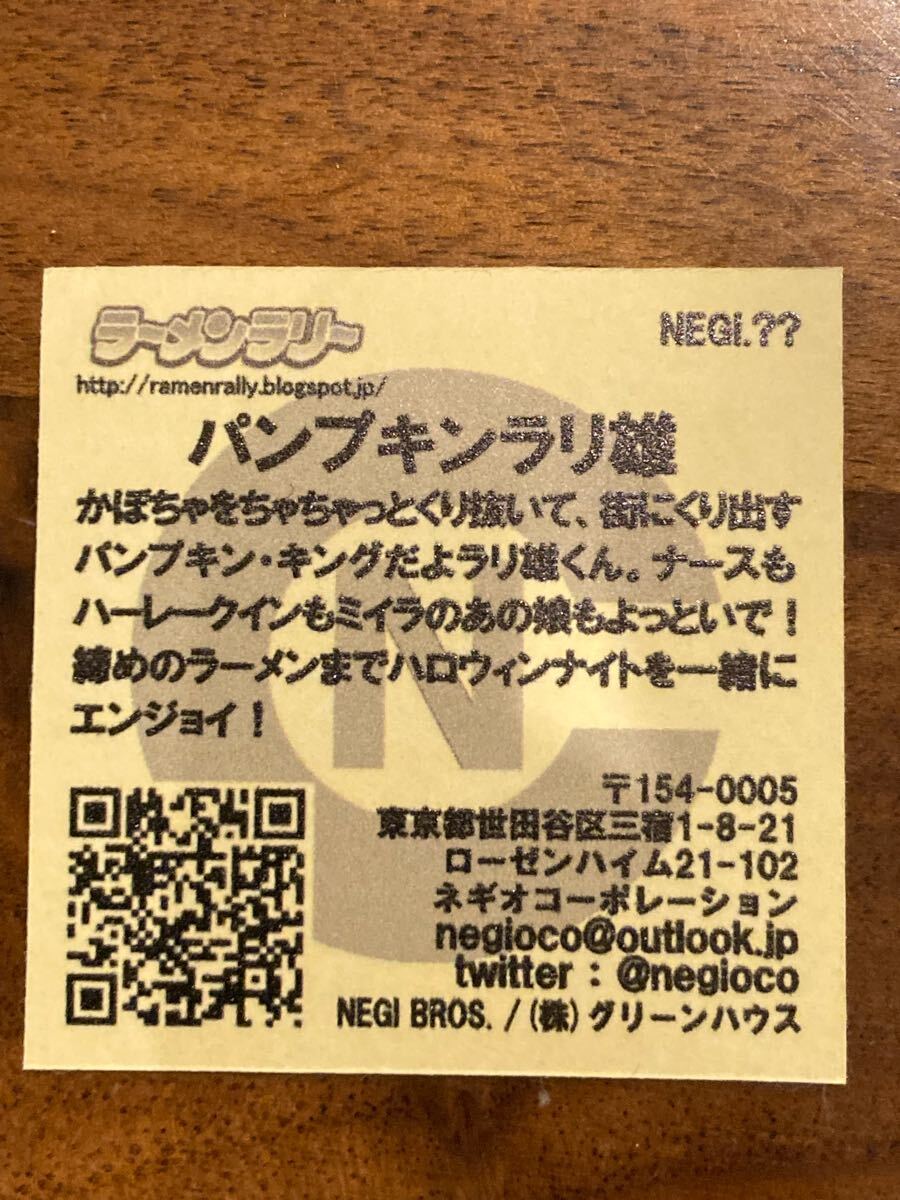 ラーメンラリー
NEGI.??
http://ramenrally.blogspot.jp/
パンプキンラリ雄
かぼちゃをちゃちゃっとくり抜いて、街にくり出す
パンプキン・キングだよラリ雄くん。ナースも
ハーレークインもミイラのあの娘もよっといで！
締めのラーメンまでハロウィンナイトを一緒に
エンジョイ！
〒154-0005
東京都世田谷区三宿1-8-21
ローゼンハイム21-102
ネギオコーポレーション
negioco@outlook.jp
twitter：@negioco
NEGI BROS. / (株)グリーンハウス
NC